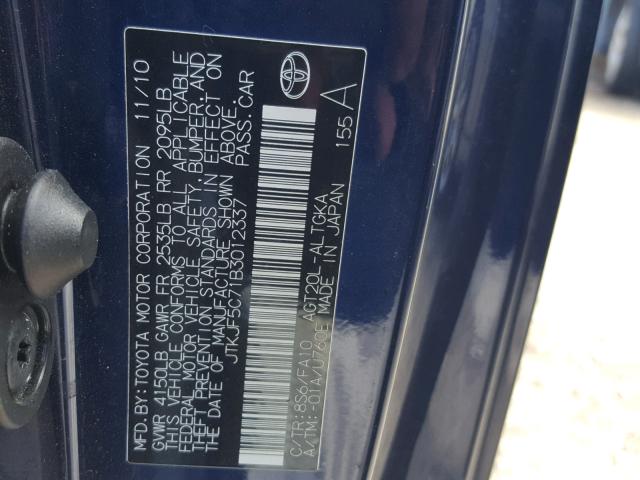 MFD. BY: TOYOTA MOTOR CORPORATION 11/10
GVWR 4150LB GAWR FR 2535LB RR 2095LB
THIS VEHICLE CONFORMS TO ALL APPLICABLE
FEDERAL MOTOR VEHICLE SAFETY, BUMPER, AND
THEFT PREVENTION STANDARDS IN EFFECT ON
THE DATE OF MANUFACTURE SHOWN ABOVE.
JTKJF5C71B3012337 PASS. CAR
C/TR: 8S6/FA10 AGT20L-ALTGKA
A/TM: -01A/U760E MADE IN JAPAN
155 A